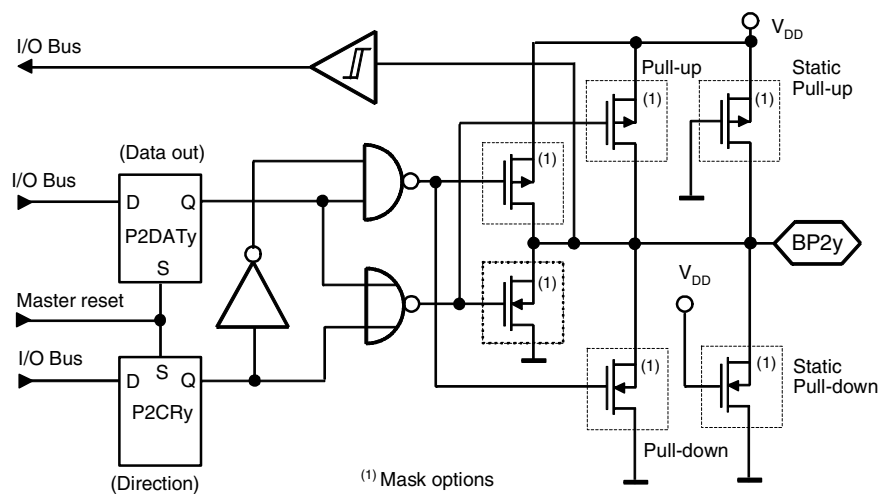 I/O Bus
V DD
Pull-up
Static
Pull-up
(1)
(1)
(Data out)
(1)
I/O Bus
D
Q
P2DATy
S
BP2y
(1)
V DD
Master reset
I/O Bus
S
D
Q
P2CRy
(1)
(1)
Static
Pull-down
Pull-down
(Direction)
(1) Mask options